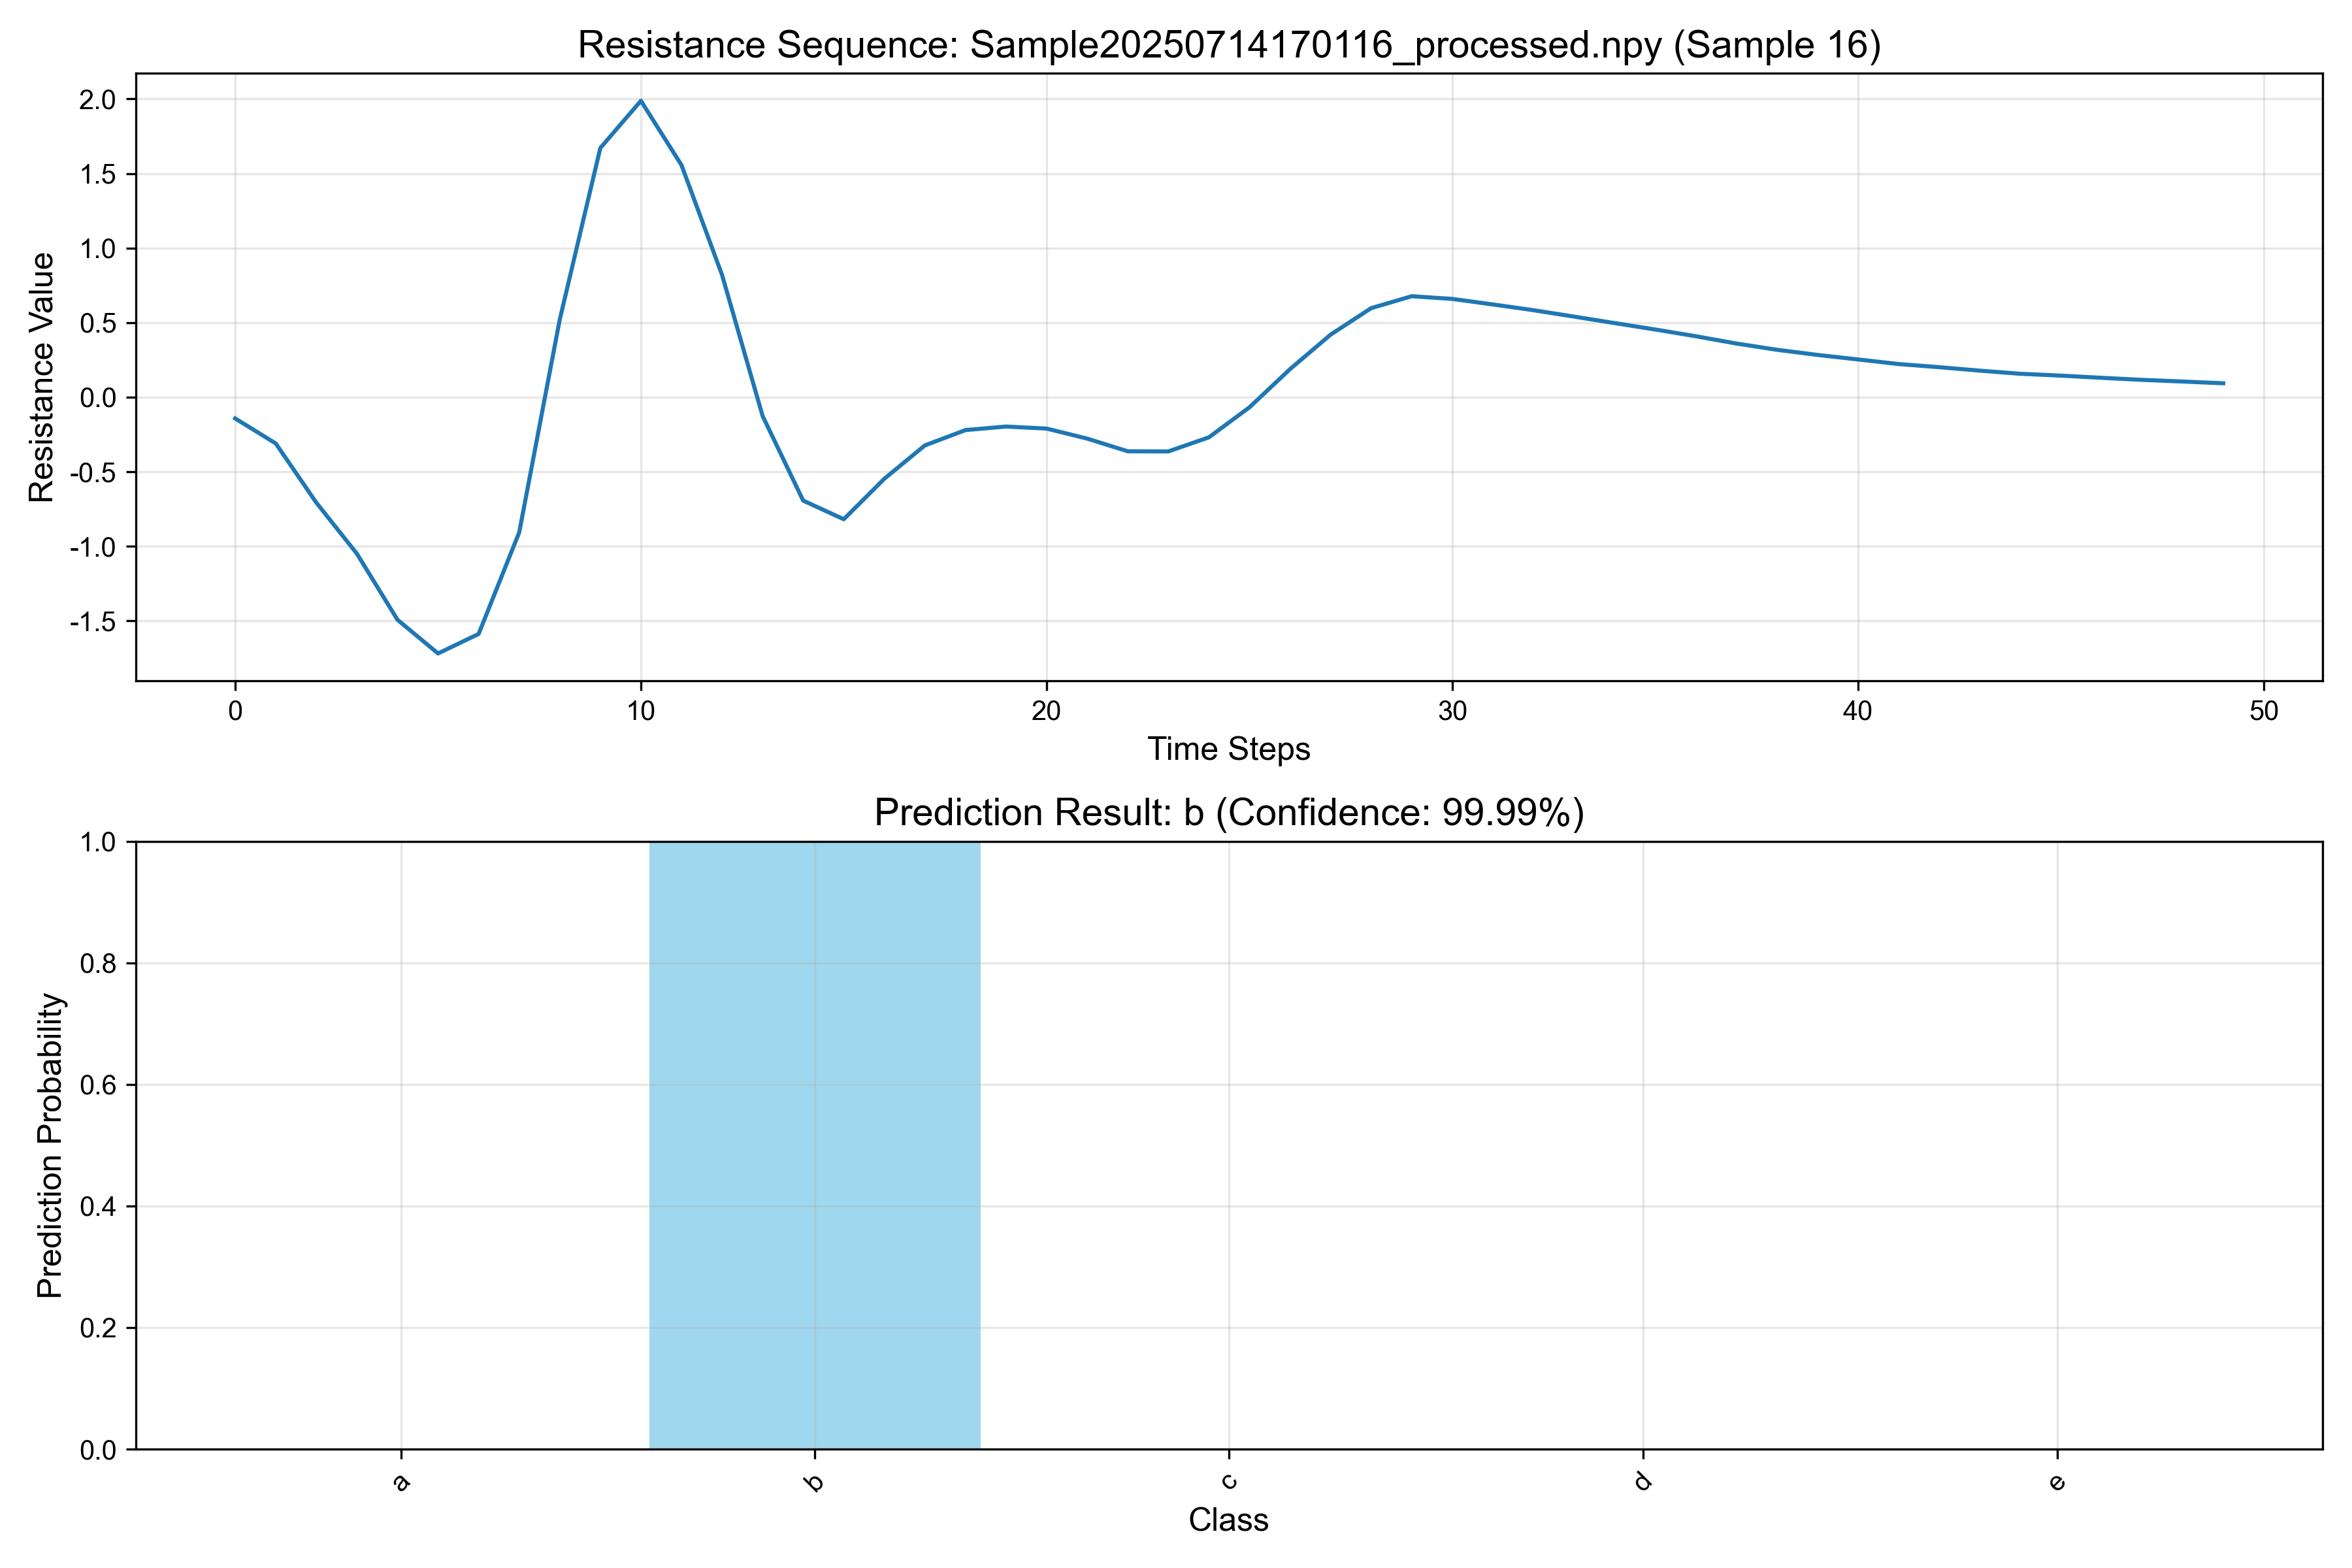 Resistance Sequence: Sample20250714170116_processed.npy (Sample 16)
2.0
1.5
1.0
0.5
0.0
-0.5
-1.0
-1.5
Resistance Value
0 10 20 30 40 50
Time Steps
Prediction Result: b (Confidence: 99.99%)
1.0
0.8
0.6
0.4
0.2
0.0
Prediction Probability
a b c d e
Class